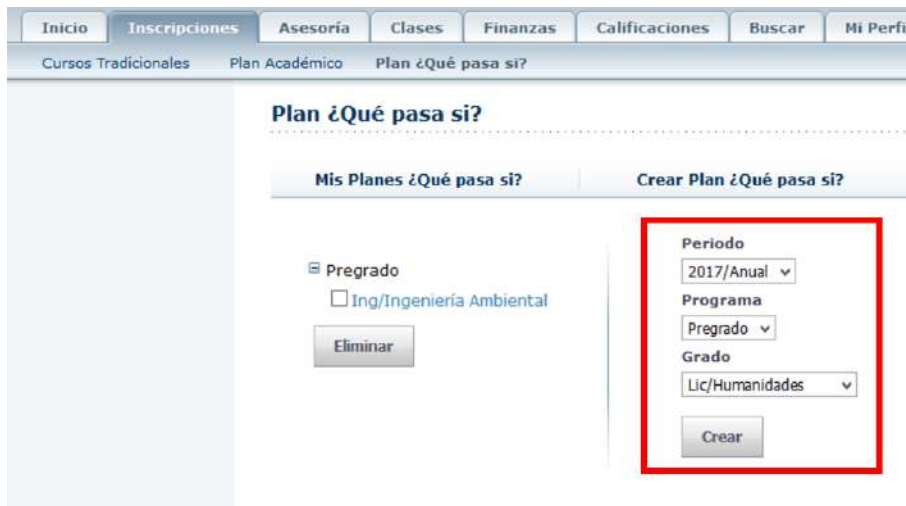 Inicio Inscripciones Asesoría Clases Finanzas Calificaciones Buscar Mi Perfi
Cursos Tradicionales Plan Académico Plan ¿Qué pasa si?
Plan ¿Qué pasa si?
Mis Planes ¿Qué pasa si? Crear Plan ¿Qué pasa si?
Periodo
Pregrado 2017/Anual
Ing/Ingeniería Ambiental Programa
Pregrado
Eliminar Grado
Lic/Humanidades
Crear